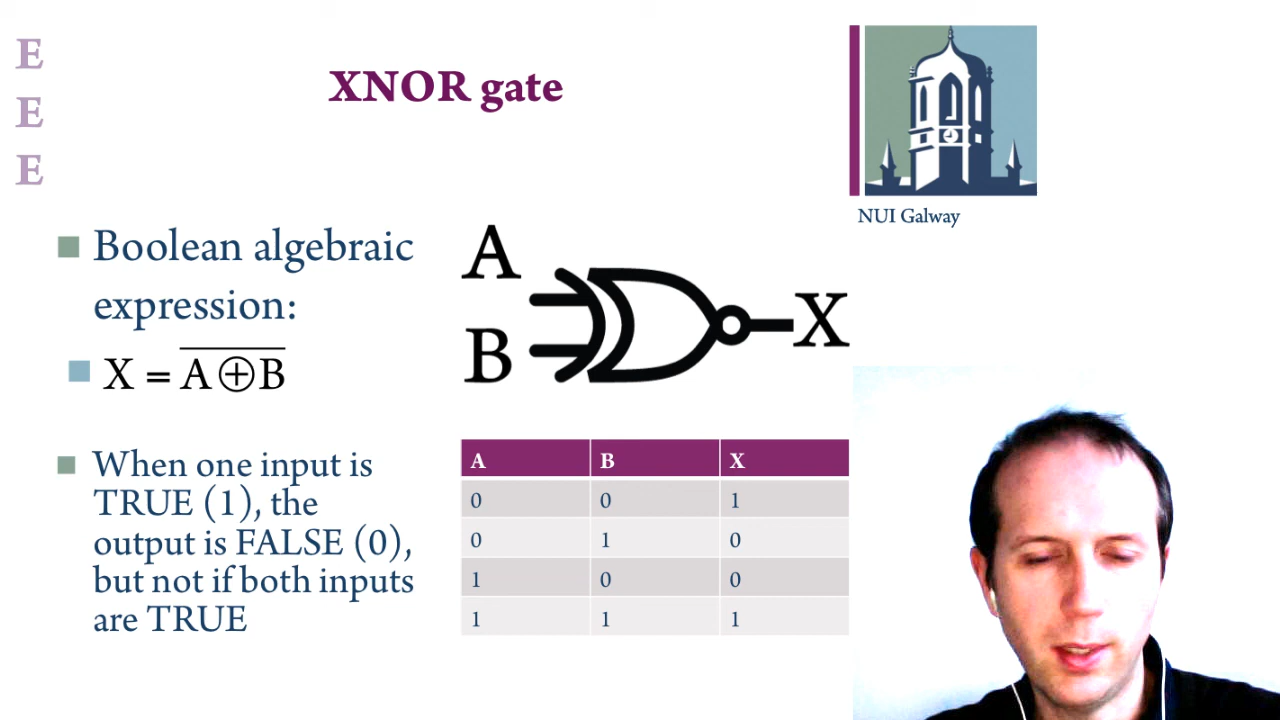 E
E
E
XNOR gate
NUI Galway
Boolean algebraic
expression:
X = \overline{A ⊕ B}
When one input is
TRUE (1), the
output is FALSE (0),
but not if both inputs
are TRUE
A
B
X
A B X
0 0 1
0 1 0
1 0 0
1 1 1